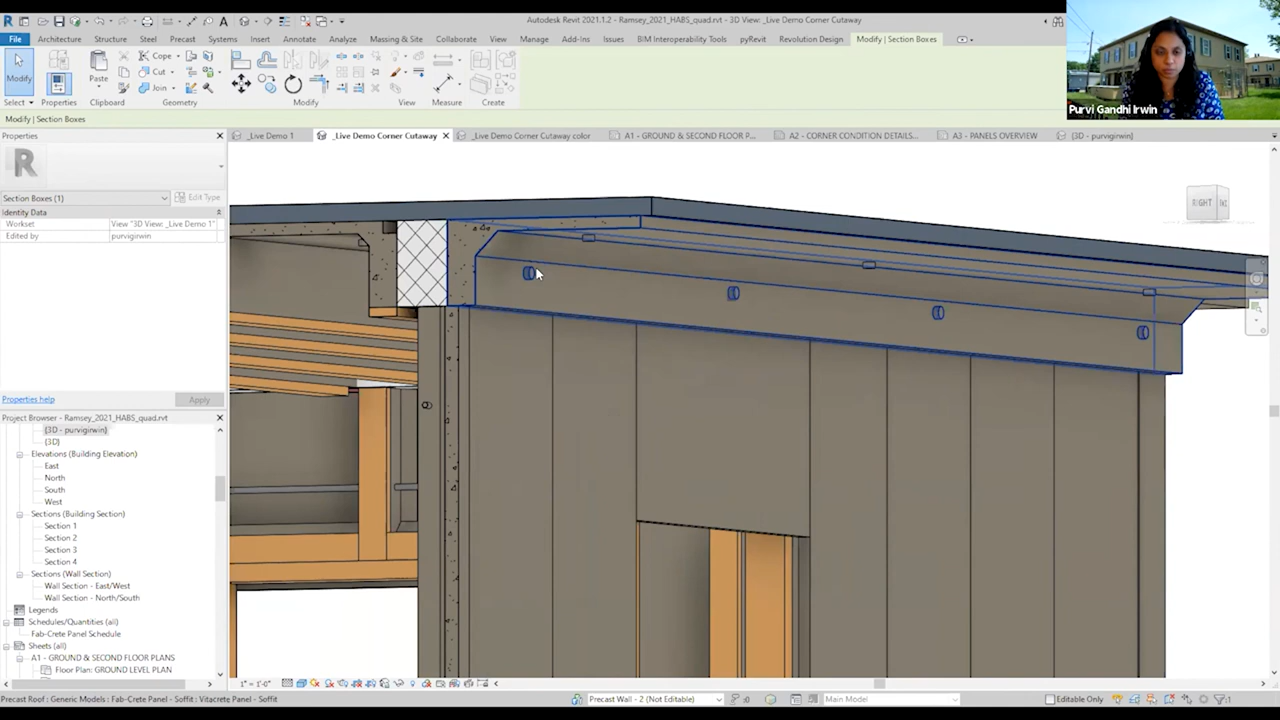 Autodesk Revit 2021.1.2 - Ramsey_2021_HABS_quad.rvt - 3D View: _Live Demo Corner Cutaway
File Architecture Structure Steel Precast Systems Insert Annotate Analyze Massing & Site Collaborate View Manage Add-Ins Issues BIM Interoperability Tools pyRevit Revolution Design Modify | Section Boxes
Modify
Paste
Cope
Cut
Join
Select Properties Clipboard Geometry Modify View Measure Create
Purvi Gandhi Irwin
Modify | Section Boxes
Properties
_Live Demo 1 _Live Demo Corner Cutaway _Live Demo Corner Cutaway color A1 - GROUND & SECOND FLOOR P... A2 - CORNER CONDITION DETAILS... A3 - PANELS OVERVIEW {3D - purvigirwin}
R
Section Boxes (1) Edit Type
Identity Data
Workset View "3D View: _Live Demo 1"
Edited by purvigirwin
RIGHT
Properties help Apply
Project Browser - Ramsey_2021_HABS_quad.rvt
{3D - purvigirwin}
{3D}
Elevations (Building Elevation)
East
North
South
West
Sections (Building Section)
Section 1
Section 2
Section 3
Section 4
Sections (Wall Section)
Wall Section - East/West
Wall Section - North/South
Legends
Schedules/Quantities (all)
Fab-Crete Panel Schedule
Sheets (all)
A1 - GROUND & SECOND FLOOR PLANS
Floor Plan: GROUND LEVEL PLAN
1" = 1'-0"
Precast Roof : Generic Models : Fab-Crete Panel - Soffit : Vitacrete Panel - Soffit
Precast Wall - 2 (Not Editable) :0 Main Model Editable Only :1